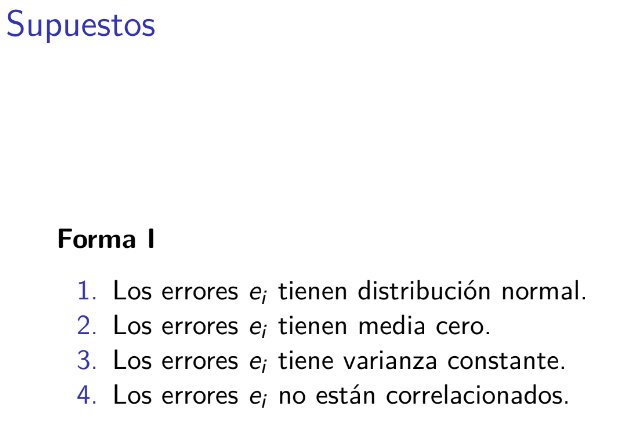 Supuestos
Forma I
1. Los errores e_i tienen distribución normal.
2. Los errores e_i tienen media cero.
3. Los errores e_i tiene varianza constante.
4. Los errores e_i no están correlacionados.